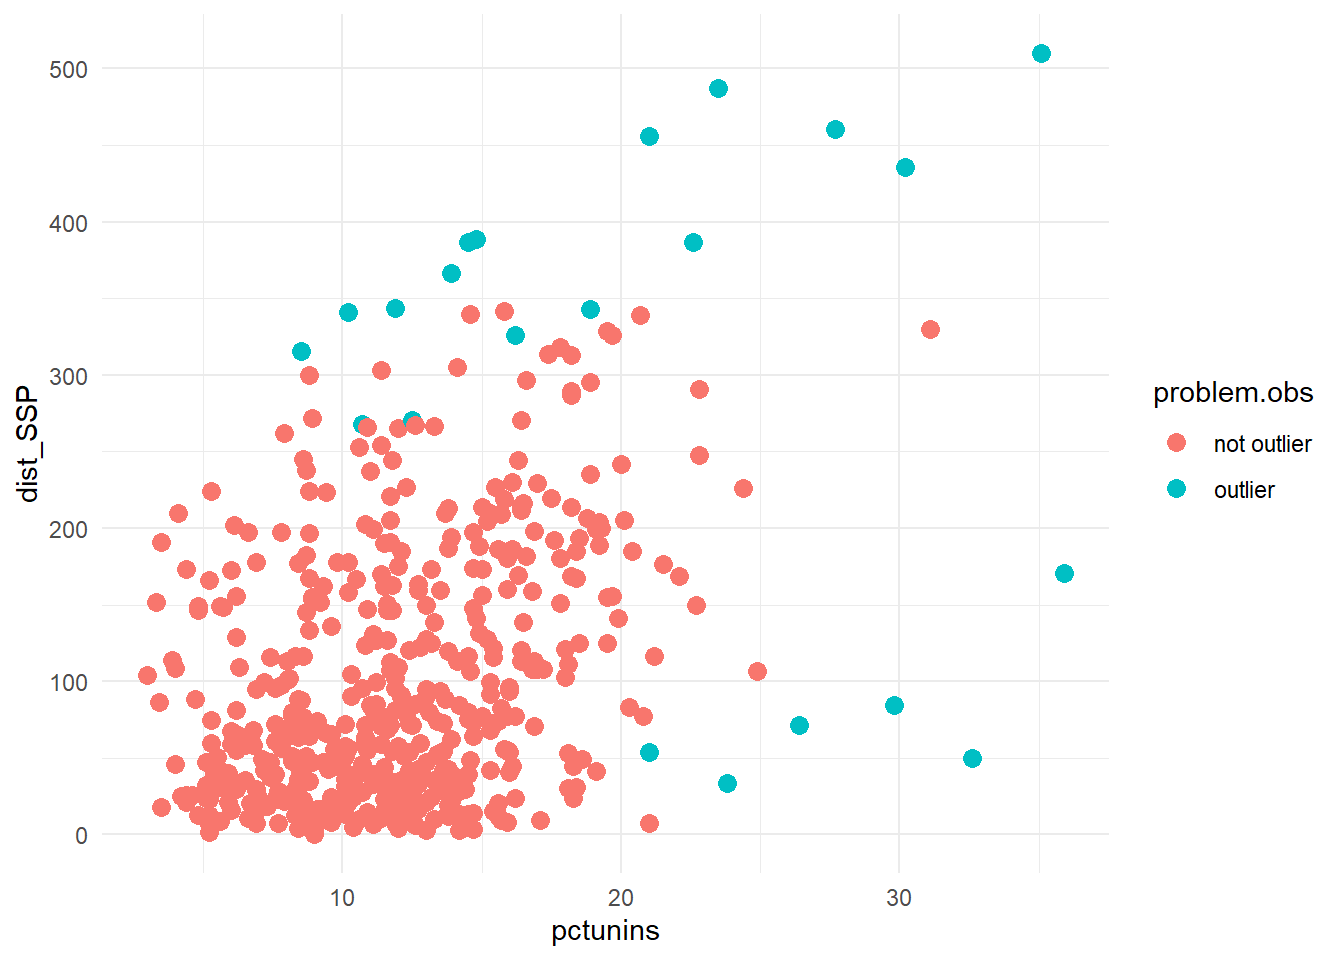 500
400
300
200
100
0
dist_SSP
10 20 30
pctunins
problem.obs
not outlier
outlier